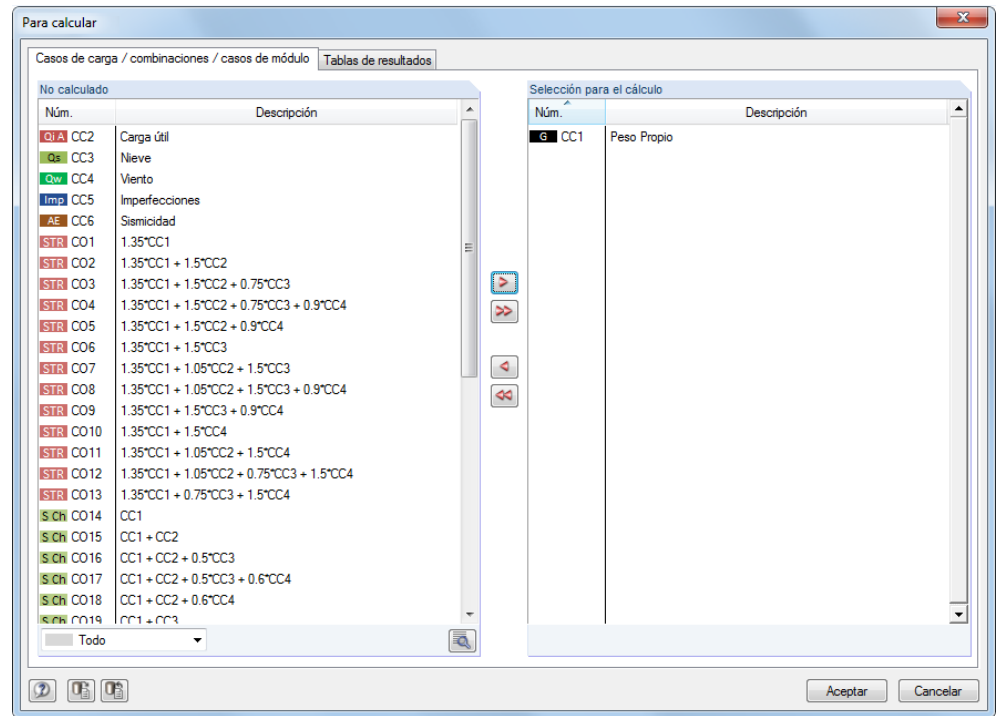 Para calcular
Casos de carga / combinaciones / casos de módulo Tablas de resultados
No calculado
Núm. Descripción
Qi A CC2 Carga útil
Qs CC3 Nieve
Qw CC4 Viento
Imp CC5 Imperfecciones
AE CC6 Sismicidad
STR CO1 1.35*CC1
STR CO2 1.35*CC1 + 1.5*CC2
STR CO3 1.35*CC1 + 1.5*CC2 + 0.75*CC3
STR CO4 1.35*CC1 + 1.5*CC2 + 0.75*CC3 + 0.9*CC4
STR CO5 1.35*CC1 + 1.5*CC2 + 0.9*CC4
STR CO6 1.35*CC1 + 1.5*CC3
STR CO7 1.35*CC1 + 1.05*CC2 + 1.5*CC3
STR CO8 1.35*CC1 + 1.05*CC2 + 1.5*CC3 + 0.9*CC4
STR CO9 1.35*CC1 + 1.5*CC3 + 0.9*CC4
STR CO10 1.35*CC1 + 1.5*CC4
STR CO11 1.35*CC1 + 1.05*CC2 + 1.5*CC4
STR CO12 1.35*CC1 + 1.05*CC2 + 0.75*CC3 + 1.5*CC4
STR CO13 1.35*CC1 + 0.75*CC3 + 1.5*CC4
S Ch CO14 CC1
S Ch CO15 CC1 + CC2
S Ch CO16 CC1 + CC2 + 0.5*CC3
S Ch CO17 CC1 + CC2 + 0.5*CC3 + 0.6*CC4
S Ch CO18 CC1 + CC2 + 0.6*CC4
S Ch CO19 CC1 + CC3
Todo
> 
>>
<
<<
Selección para el cálculo
Núm. Descripción
G CC1 Peso Propio
Aceptar Cancelar